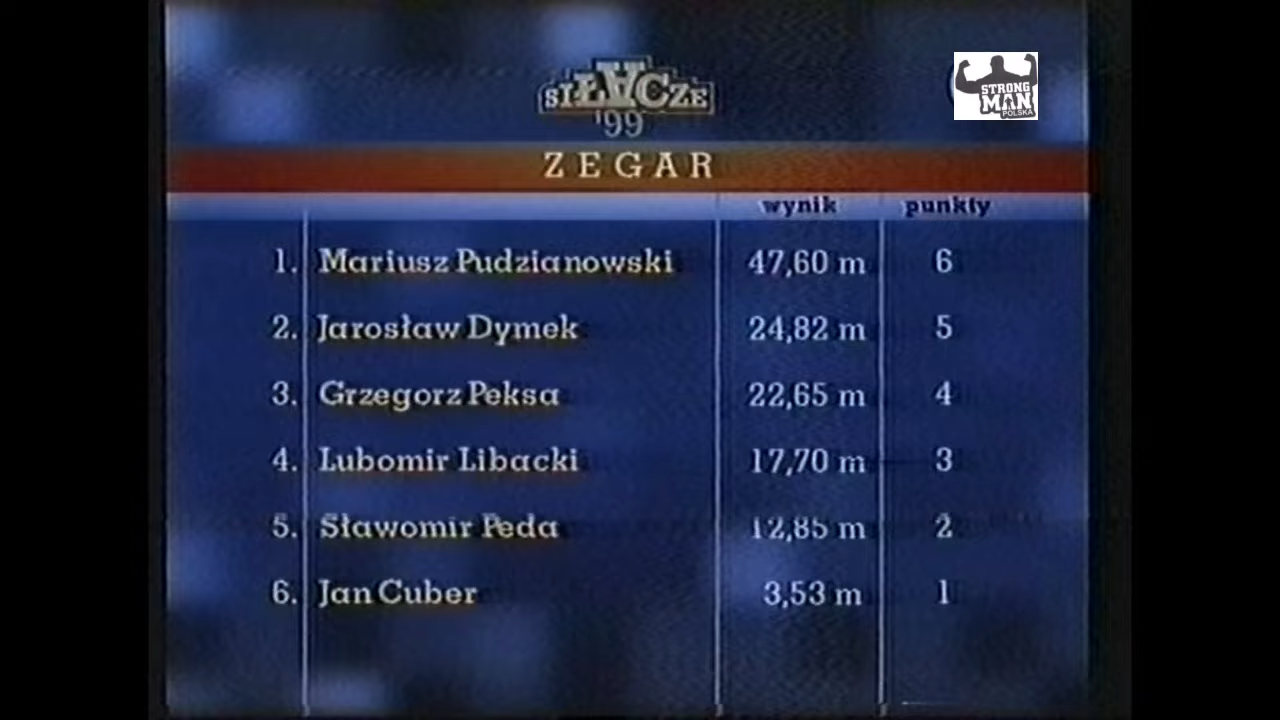 SIŁACZE
'99
STRONG
MAN
POLSKA
ZEGAR
wynik punkty
1. Mariusz Pudzianowski 47,60 m 6
2. Jarosław Dymek 24,82 m 5
3. Grzegorz Peksa 22,65 m 4
4. Lubomir Libacki 17,70 m 3
5. Sławomir Peda 12,85 m 2
6. Jan Cuber 3,53 m 1